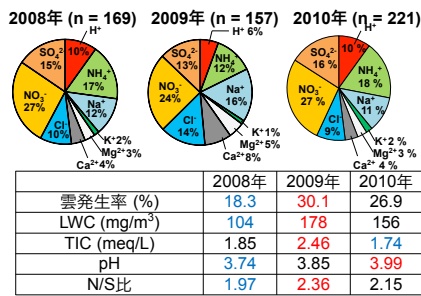 2008年 (n = 169)
H⁺
10%
NH₄⁺
17%
Na⁺
12%
K⁺2%
Mg²⁺3%
Ca²⁺4%
Cl⁻
10%
NO₃⁻
27%
SO₄²⁻
15%
2009年 (n = 157)
H⁺ 6%
NH₄⁺
12%
Na⁺
16%
K⁺1%
Mg²⁺5%
Ca²⁺8%
Cl⁻
14%
NO₃⁻
24%
SO₄²⁻
13%
2010年 (n = 221)
H⁺
10 %
NH₄⁺
18 %
Na⁺
11 %
K⁺2 %
Mg²⁺3 %
Ca²⁺ 4 %
Cl⁻
9%
NO₃⁻
27 %
SO₄²⁻
16 %
2008年 2009年 2010年
雲発生率 (%) 18.3 30.1 26.9
LWC (mg/m³) 104 178 156
TIC (meq/L) 1.85 2.46 1.74
pH 3.74 3.85 3.99
N/S比 1.97 2.36 2.15